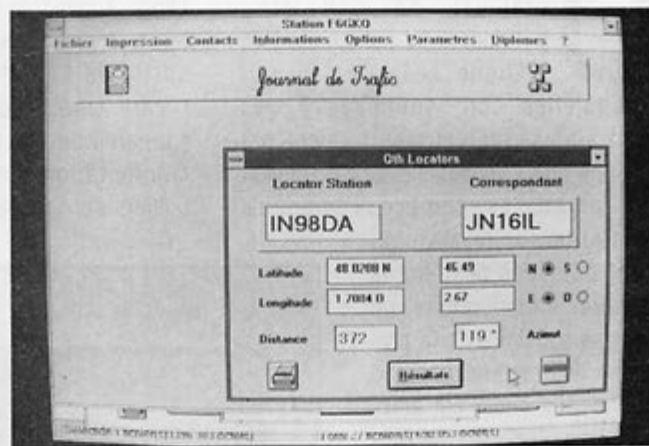 Station F6GKQ
Fichier Impression Contacts Informations Options Parametres Diplomes ?
Journal de Trafic
Qth Locators
Locator Station Correspondant
IN98DA JN16IL
Latitude 48.0208 N 46.49 N S
Longitude 1.7084 O 2.67 E O
Distance 372 119 ° Azimut
Résultats